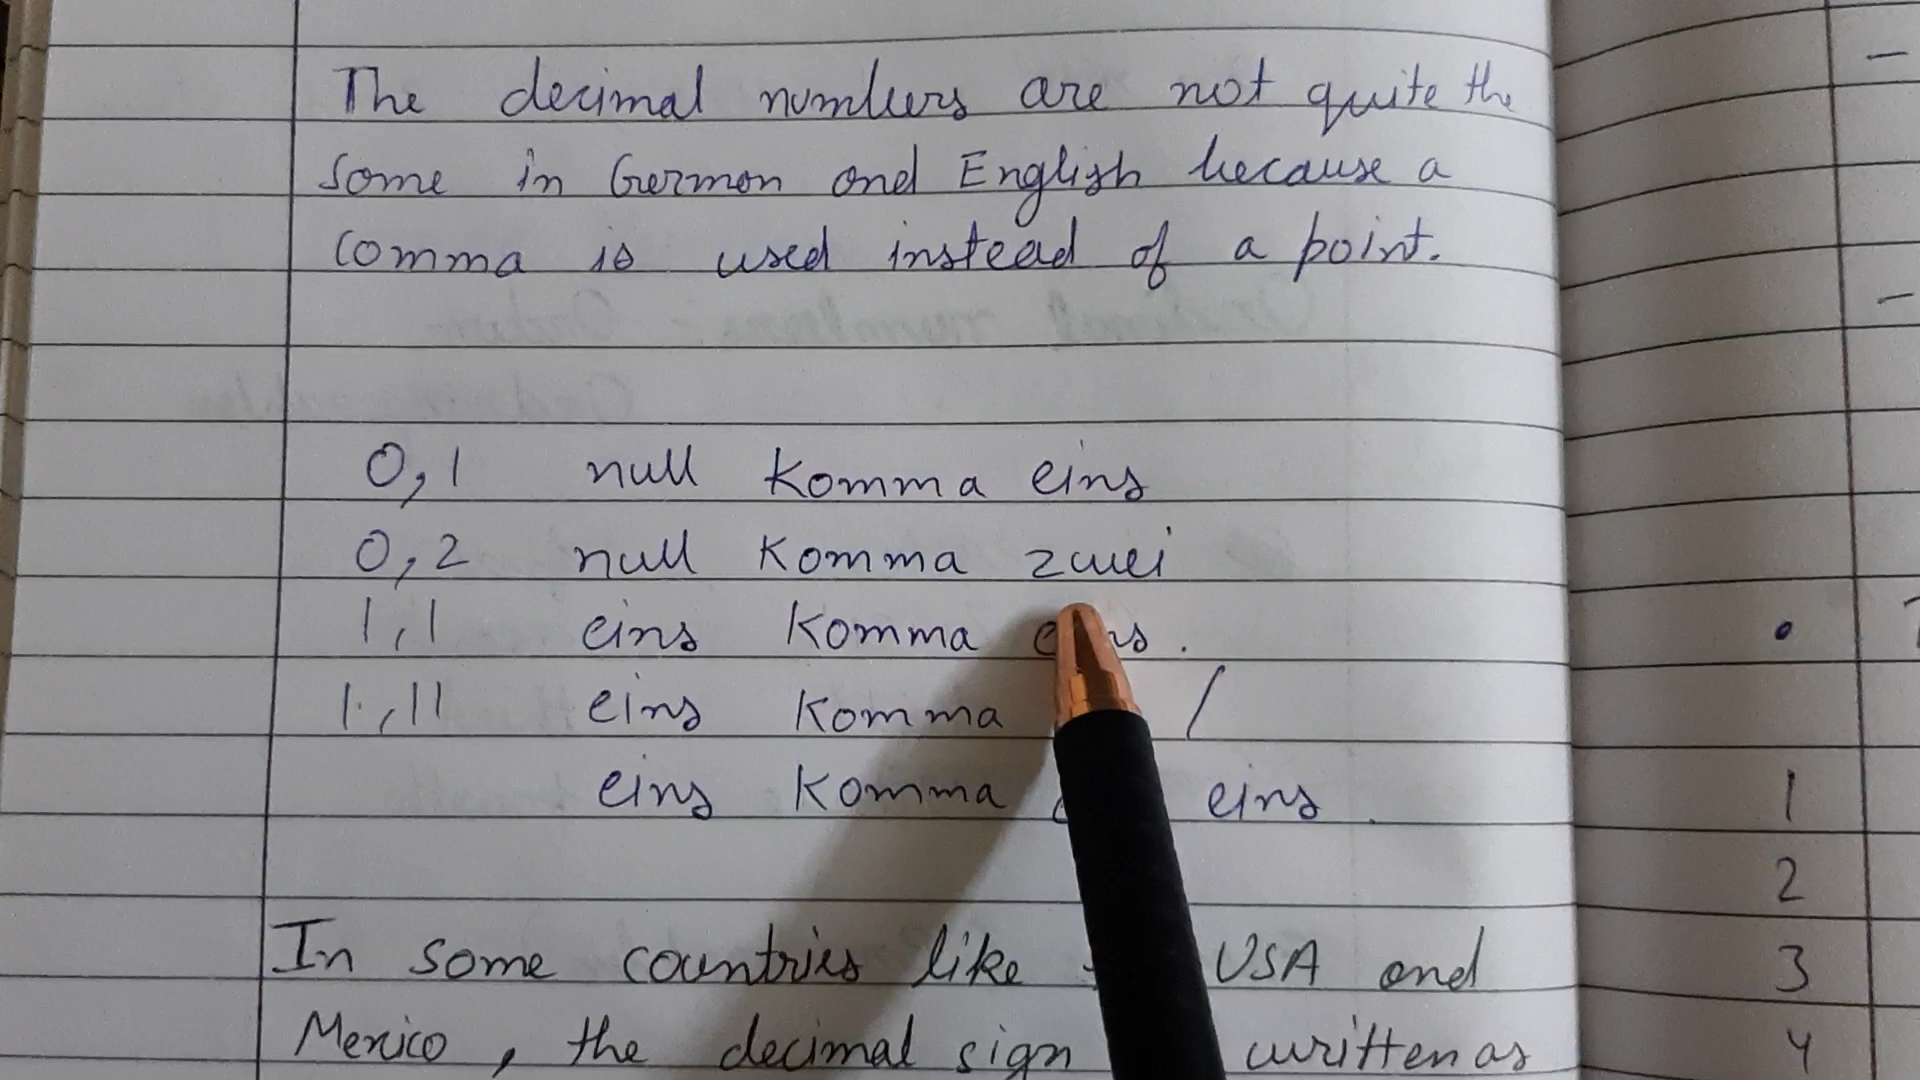 The decimal numbers are not quite the
same in German and English because a
comma is used instead of a point.
0,1 null Komma eins
0,2 null Komma zwei
1,1 eins Komma
1,11 eins Komma /
eins Komma eins.
In some countries like USA and
Mexico, the decimal sign written as
1
2
3
4